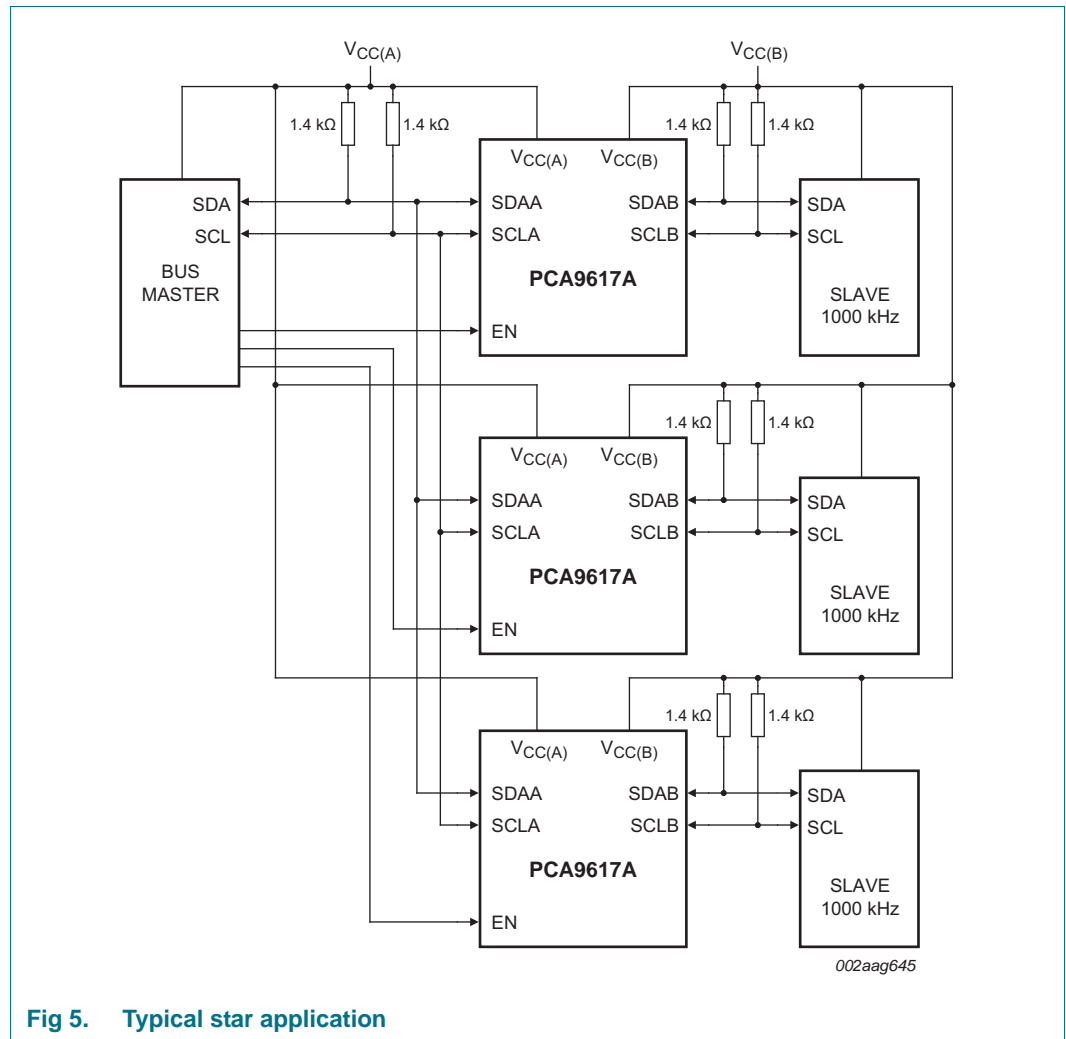 VCC(A)
VCC(B)
1.4 kΩ
1.4 kΩ
1.4 kΩ
1.4 kΩ
BUS
MASTER
SDA
SCL
VCC(A)
VCC(B)
SDAA
SCLA
SDAB
SCLB
PCA9617A
EN
SDA
SCL
SLAVE
1000 kHz
1.4 kΩ
1.4 kΩ
VCC(A)
VCC(B)
SDAA
SCLA
SDAB
SCLB
PCA9617A
EN
SDA
SCL
SLAVE
1000 kHz
1.4 kΩ
1.4 kΩ
VCC(A)
VCC(B)
SDAA
SCLA
SDAB
SCLB
PCA9617A
EN
SDA
SCL
SLAVE
1000 kHz
002aag645
Fig 5. Typical star application